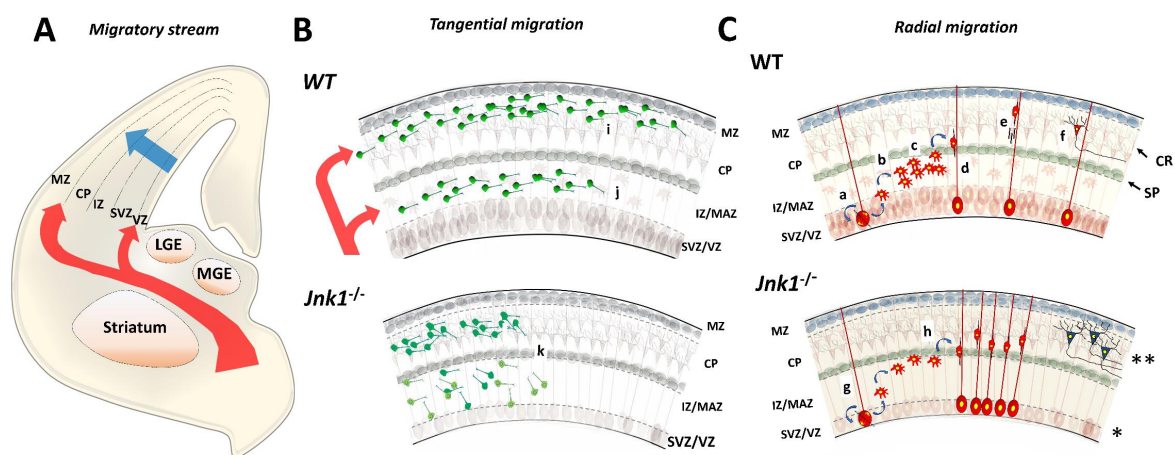 A
Migratory stream
MZ
CP
IZ
SVZ
VZ
LGE
MGE
Striatum
B
Tangential migration
WT
i
j
MZ
CP
IZ/MAZ
SVZ/VZ
Jnk1-/-
k
MZ
CP
IZ/MAZ
SVZ/VZ
C
Radial migration
WT
MZ
CP
IZ/MAZ
SVZ/VZ
a
b
c
d
e
f
CR
SP
Jnk1-/-
MZ
CP
IZ/MAZ
SVZ/VZ
g
h
**
*